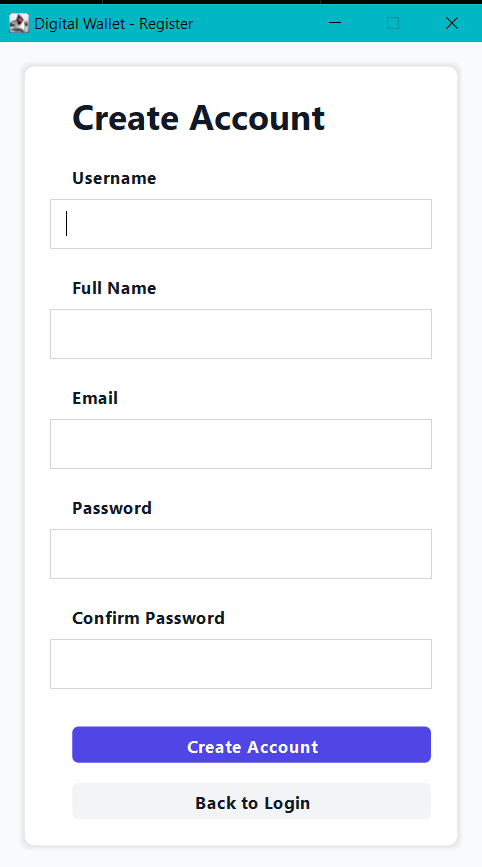 Digital Wallet - Register
Create Account
Username
Full Name
Email
Password
Confirm Password
Create Account
Back to Login